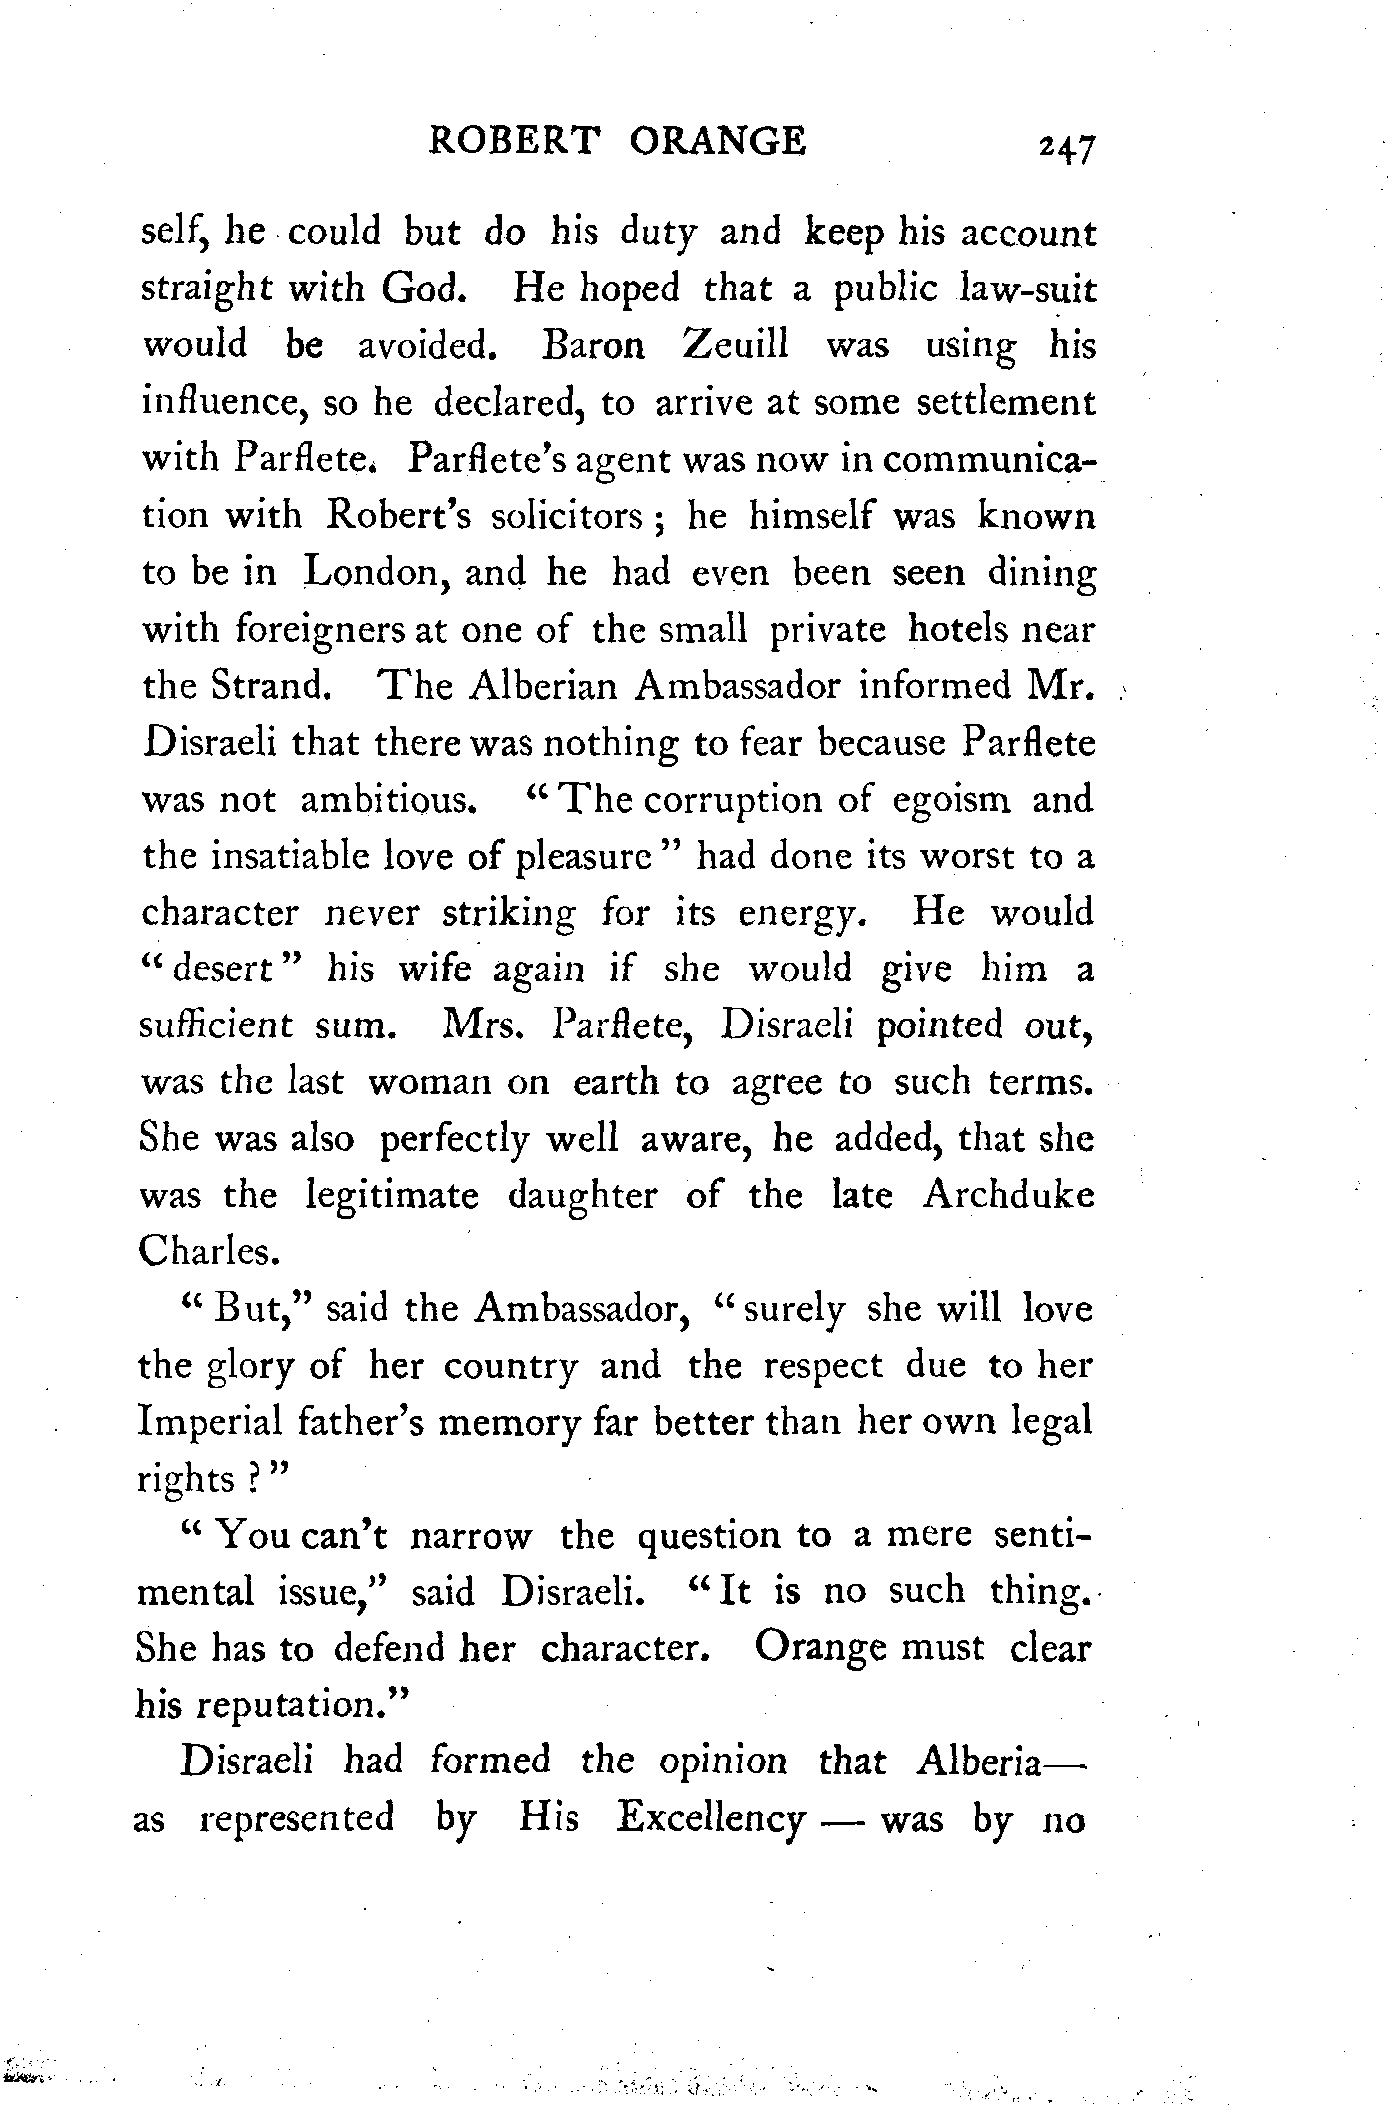 ROBERT ORANGE 247
self, he could but do his duty and keep his account
straight with God. He hoped that a public law-suit
would be avoided. Baron Zeuill was using his
influence, so he declared, to arrive at some settlement
with Parflete. Parflete's agent was now in communica-
tion with Robert's solicitors ; he himself was known
to be in London, and he had even been seen dining
with foreigners at one of the small private hotels near
the Strand. The Alberian Ambassador informed Mr.
Disraeli that there was nothing to fear because Parflete
was not ambitious. “ The corruption of egoism and
the insatiable love of pleasure ” had done its worst to a
character never striking for its energy. He would
“ desert ” his wife again if she would give him a
sufficient sum. Mrs. Parflete, Disraeli pointed out,
was the last woman on earth to agree to such terms.
She was also perfectly well aware, he added, that she
was the legitimate daughter of the late Archduke
Charles.
“ But,” said the Ambassador, “ surely she will love
the glory of her country and the respect due to her
Imperial father's memory far better than her own legal
rights ? ”
“ You can't narrow the question to a mere senti-
mental issue,” said Disraeli. “ It is no such thing.
She has to defend her character. Orange must clear
his reputation.”
Disraeli had formed the opinion that Alberia—
as represented by His Excellency — was by no